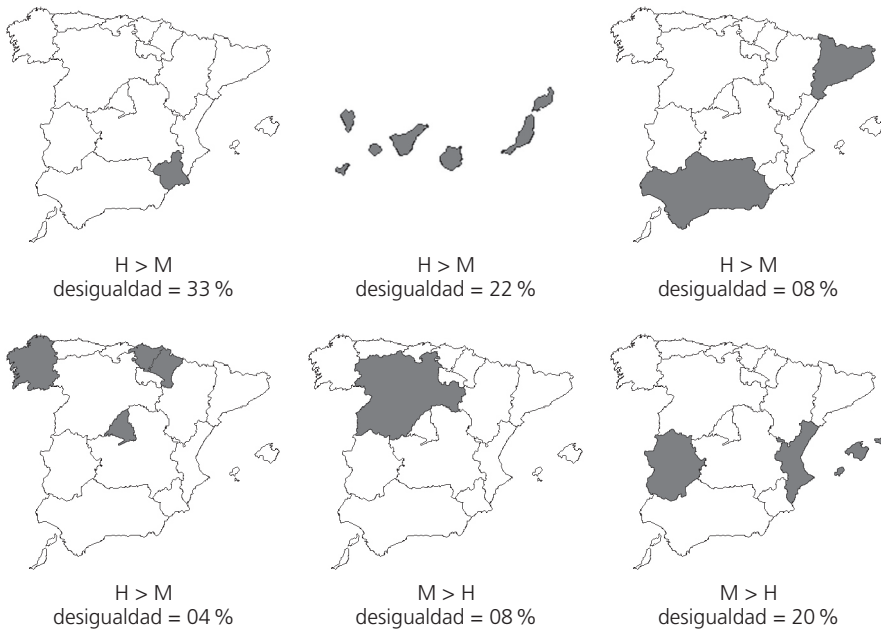 H > M
desigualdad = 33 %
H > M
desigualdad = 22 %
H > M
desigualdad = 08 %
H > M
desigualdad = 04 %
M > H
desigualdad = 08 %
M > H
desigualdad = 20 %